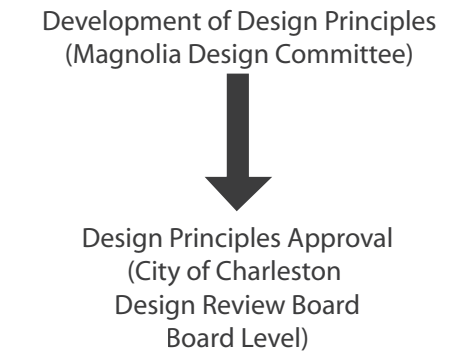 Development of Design Principles
(Magnolia Design Committee)
Design Principles Approval
(City of Charleston
Design Review Board
Board Level)